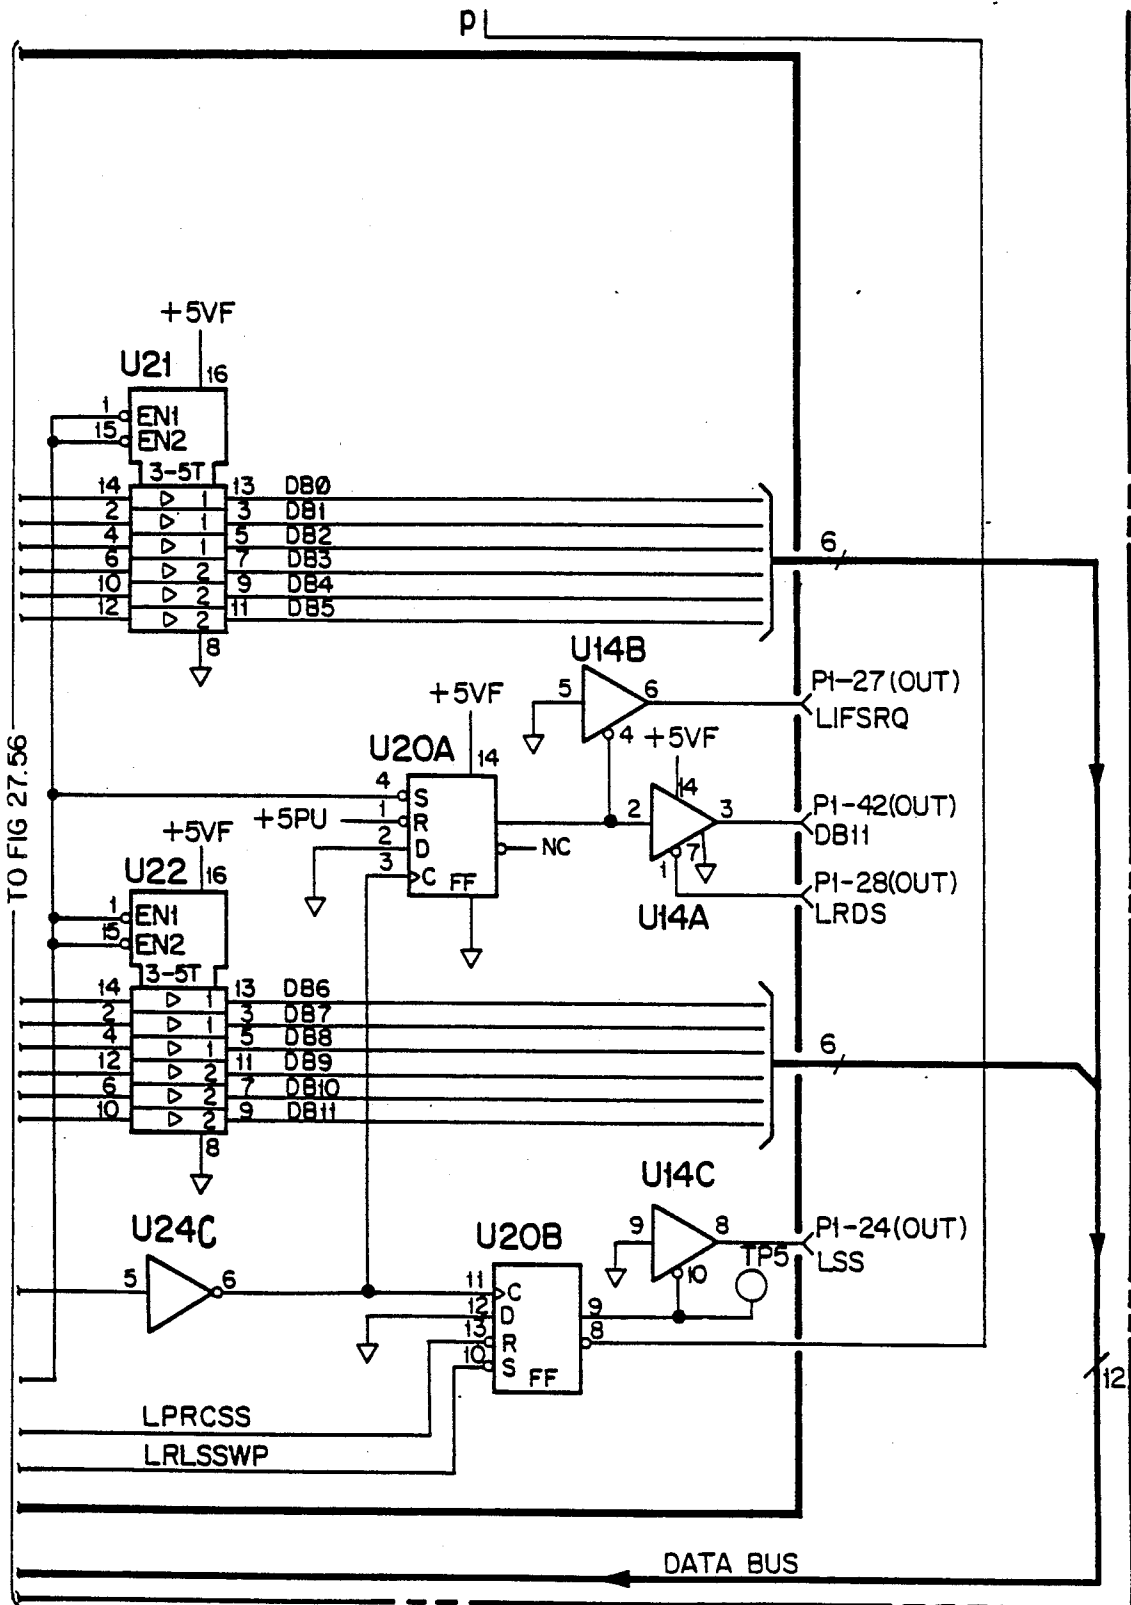 p
+5VF
U21
16
1
EN1
15
EN2
3-5T
14 1 13 DB0
2 1 3 DB1
4 1 5 DB2
6 2 7 DB3
10 2 9 DB4
12 2 11 DB5
8
6
U14B
5 6
4
P1-27(OUT)
LIFSRQ
+5VF
14
U20A
4
S
+5PU 1
R
2
D
3
C FF
NC
+5VF
14
2 3
7
1
U14A
P1-42(OUT)
DB11
P1-28(OUT)
LRDS
TO FIG 27.56
+5VF
U22
16
1
EN1
15
EN2
3-5T
14 1 13 DB6
2 1 3 DB7
4 1 5 DB8
12 2 11 DB9
6 2 7 DB10
10 2 9 DB11
8
6
U14C
9 8
10
TP5
P1-24(OUT)
LSS
U24C
5 6
U20B
11
C
12
D
13
R
10
S
FF
9
8
12
LPRCSS
LRLSSWP
DATA BUS